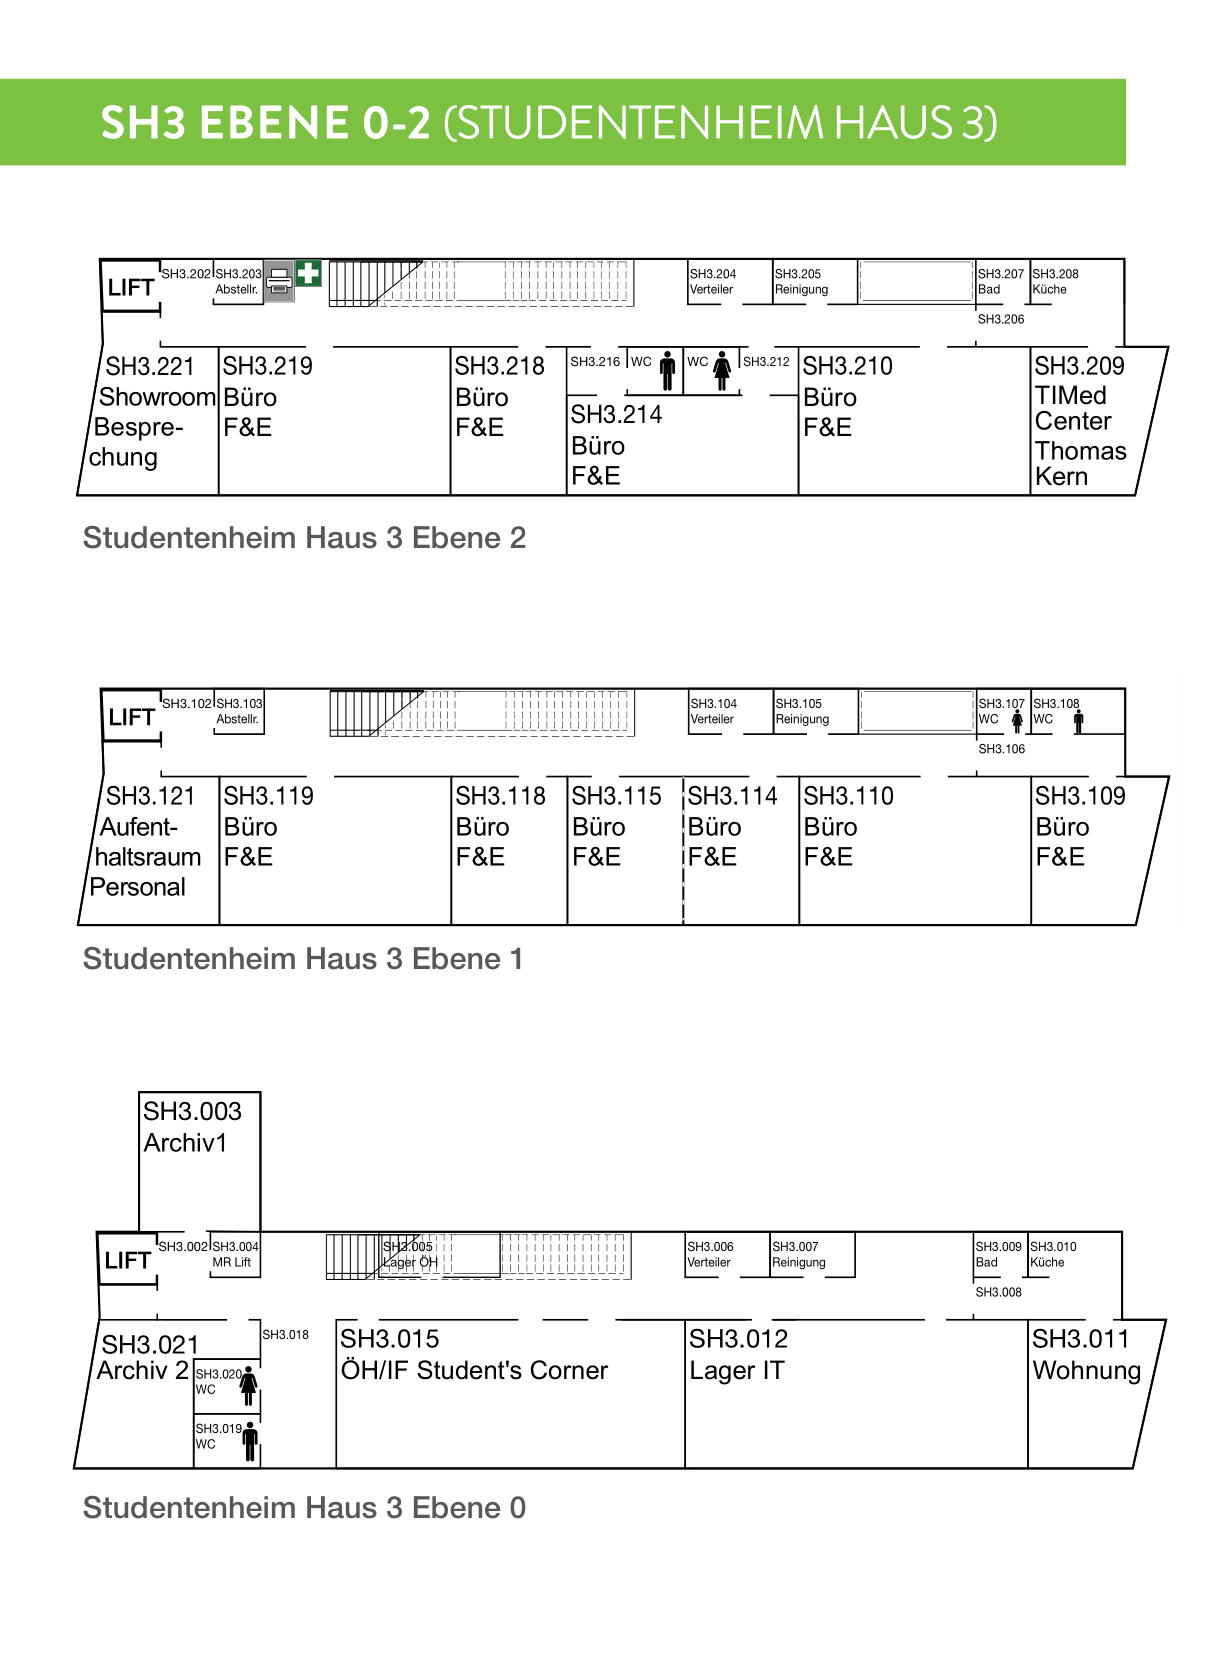 SH3 EBENE 0-2 (STUDENTENHEIM HAUS 3)
LIFT
SH3.202
SH3.203
Abstellr.
SH3.204
Verteiler
SH3.205
Reinigung
SH3.207
Bad
SH3.208
Küche
SH3.206
SH3.221
Showroom
Bespre-
chung
SH3.219
Büro
F&E
SH3.218
Büro
F&E
SH3.216
WC
WC
SH3.212
SH3.214
Büro
F&E
SH3.210
Büro
F&E
SH3.209
TIMed
Center
Thomas
Kern
Studentenheim Haus 3 Ebene 2
LIFT
SH3.102
SH3.103
Abstellr.
SH3.104
Verteiler
SH3.105
Reinigung
SH3.107
WC
SH3.108
WC
SH3.106
SH3.121
Aufent-
haltsraum
Personal
SH3.119
Büro
F&E
SH3.118
Büro
F&E
SH3.115
Büro
F&E
SH3.114
Büro
F&E
SH3.110
Büro
F&E
SH3.109
Büro
F&E
Studentenheim Haus 3 Ebene 1
SH3.003
Archiv1
LIFT
SH3.002
SH3.004
MR Lift
SH3.005
Lager ÖH
SH3.006
Verteiler
SH3.007
Reinigung
SH3.009
Bad
SH3.010
Küche
SH3.008
SH3.021
Archiv 2
SH3.020
WC
SH3.019
WC
SH3.018
SH3.015
ÖH/IF Student's Corner
SH3.012
Lager IT
SH3.011
Wohnung
Studentenheim Haus 3 Ebene 0